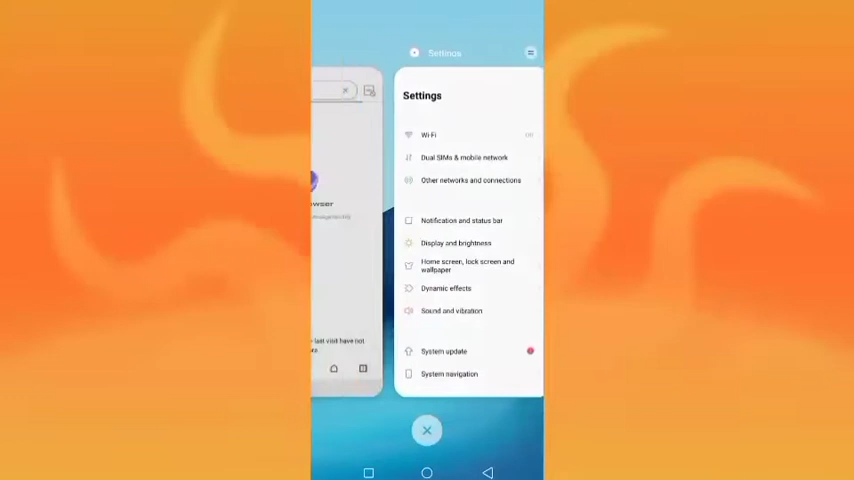 Settings
Settings
Wi-Fi
Off
Dual SIMs & mobile network
Other networks and connections
Notification and status bar
Display and brightness
Home screen, lock screen and
wallpaper
Dynamic effects
Sound and vibration
System update
System navigation
last visit have not